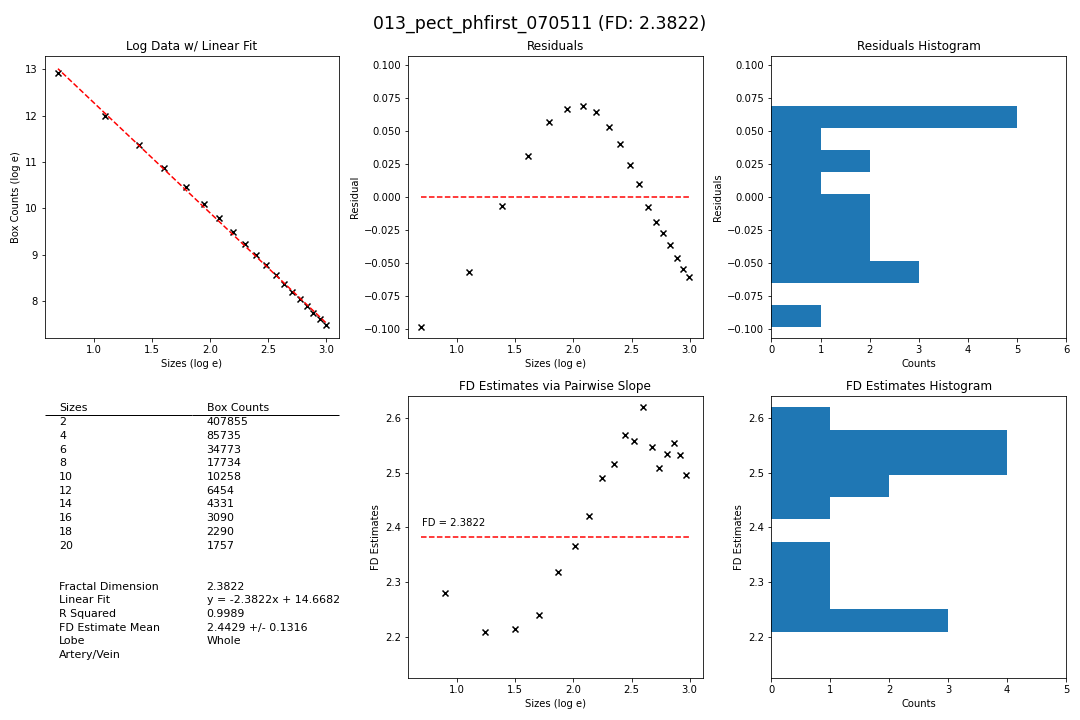 013_pect_phfirst_070511 (FD: 2.3822)
Log Data w/ Linear Fit
Box Counts (log e)
13
12
11
10
9
8
1.0 1.5 2.0 2.5 3.0
Sizes (log e)
Residuals
Residual
0.100
0.075
0.050
0.025
0.000
−0.025
−0.050
−0.075
−0.100
1.0 1.5 2.0 2.5 3.0
Sizes (log e)
Residuals Histogram
Residuals
0.100
0.075
0.050
0.025
0.000
−0.025
−0.050
−0.075
−0.100
0 1 2 3 4 5 6
Counts
Sizes Box Counts
2 407855
4 85735
6 34773
8 17734
10 10258
12 6454
14 4331
16 3090
18 2290
20 1757
Fractal Dimension 2.3822
Linear Fit y = -2.3822x + 14.6682
R Squared 0.9989
FD Estimate Mean 2.4429 +/- 0.1316
Lobe Whole
Artery/Vein
FD Estimates via Pairwise Slope
FD Estimates
2.6
2.5
2.4
2.3
2.2
FD = 2.3822
1.0 1.5 2.0 2.5 3.0
Sizes (log e)
FD Estimates Histogram
FD Estimates
2.6
2.5
2.4
2.3
2.2
0 1 2 3 4 5
Counts